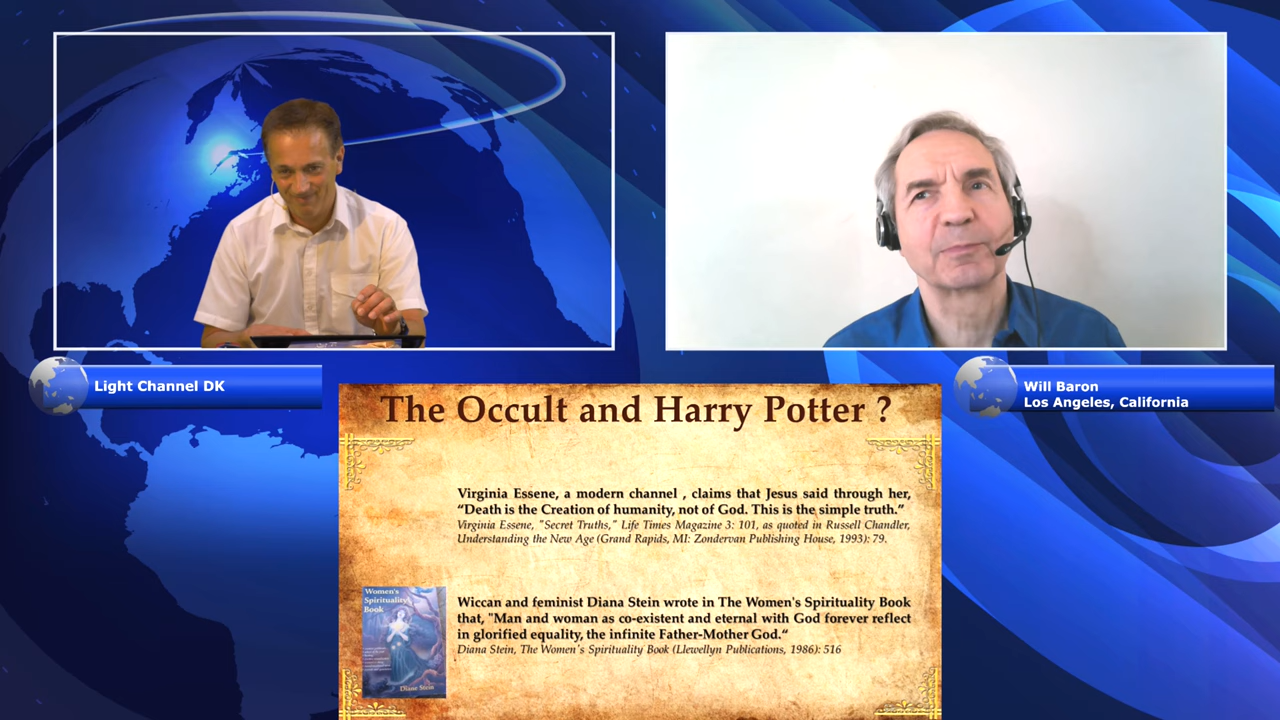 Light Channel DK
Will Baron
Los Angeles, California
The Occult and Harry Potter ?
Virginia Essene, a modern channel , claims that Jesus said through her,
“Death is the Creation of humanity, not of God. This is the simple truth.”
Virginia Essene, "Secret Truths," Life Times Magazine 3: 101, as quoted in Russell Chandler,
Understanding the New Age (Grand Rapids, MI: Zondervan Publishing House, 1993): 79.
Women's
Spirituality
Book
Diane Stein
Wiccan and feminist Diana Stein wrote in The Women's Spirituality Book
that, "Man and woman as co-existent and eternal with God forever reflect
in glorified equality, the infinite Father-Mother God.“
Diana Stein, The Women's Spirituality Book (Llewellyn Publications, 1986): 516